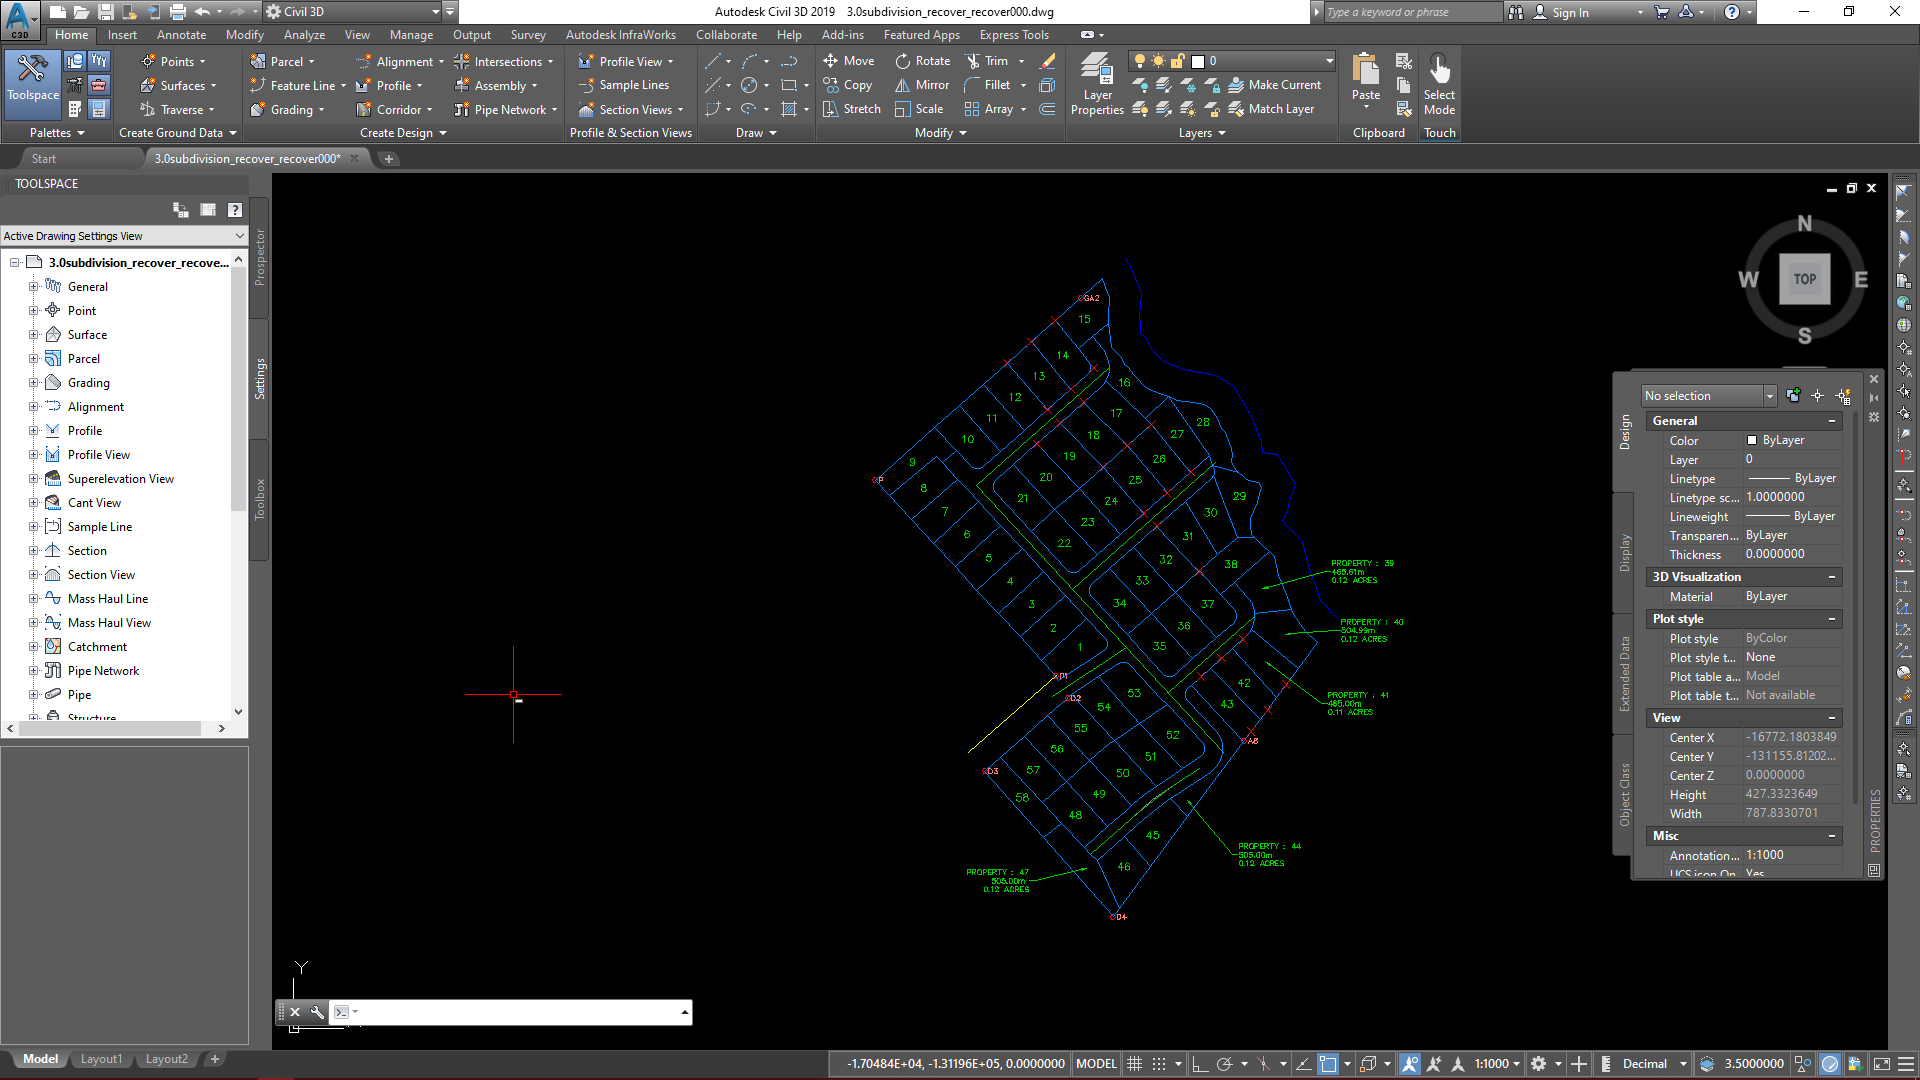 Civil 3D
Autodesk Civil 3D 2019 3.0subdivision_recover_recover000.dwg
Type a keyword or phrase
Sign In
C3D
Home Insert Annotate Modify Analyze View Manage Output Survey Autodesk InfraWorks Collaborate Help Add-ins Featured Apps Express Tools
Toolspace
Points
Surfaces
Traverse
Parcel
Feature Line
Grading
Alignment
Profile
Corridor
Intersections
Assembly
Pipe Network
Profile View
Sample Lines
Section Views
Move
Copy
Stretch
Rotate
Mirror
Scale
Trim
Fillet
Array
Layer
Properties
0
Make Current
Match Layer
Paste
Select
Mode
Palettes Create Ground Data Create Design Profile & Section Views Draw Modify Layers Clipboard Touch
Start 3.0subdivision_recover_recover000*
TOOLSPACE
Active Drawing Settings View
3.0subdivision_recover_recove...
General
Point
Surface
Parcel
Grading
Alignment
Profile
Profile View
Superelevation View
Cant View
Sample Line
Section
Section View
Mass Haul Line
Mass Haul View
Catchment
Pipe Network
Pipe
Structure
Prospector
Settings
Toolbox
N
W TOP E
S
GA2
15
14
13
12
11
10
9
8
7
6
5
4
3
2
1
16
17
18
19
20
21
22
23
24
25
26
27
28
29
30
31
32
33
34
35
36
37
38
42
43
45
46
48
49
50
51
52
53
54
55
56
57
58
P
D1
D2
D3
D4
A8
PROPERTY : 39
465.61m
0.12 ACRES
PROPERTY : 40
504.99m
0.12 ACRES
PROPERTY : 41
465.00m
0.11 ACRES
PROPERTY : 44
505.00m
0.12 ACRES
PROPERTY : 47
505.00m
0.12 ACRES
Y
No selection
General
Color ByLayer
Layer 0
Linetype ByLayer
Linetype sc... 1.0000000
Lineweight ByLayer
Transparen... ByLayer
Thickness 0.0000000
3D Visualization
Material ByLayer
Plot style
Plot style ByColor
Plot style t... None
Plot table a... Model
Plot table t... Not available
View
Center X -16772.1803849
Center Y -131155.81202...
Center Z 0.0000000
Height 427.3323649
Width 787.8330701
Misc
Annotation... 1:1000
UCS icon On Yes
Design
Display
Extended Data
Object Class
PROPERTIES
Model Layout1 Layout2
-1.70484E+04, -1.31196E+05, 0.0000000 MODEL 1:1000 Decimal 3.5000000